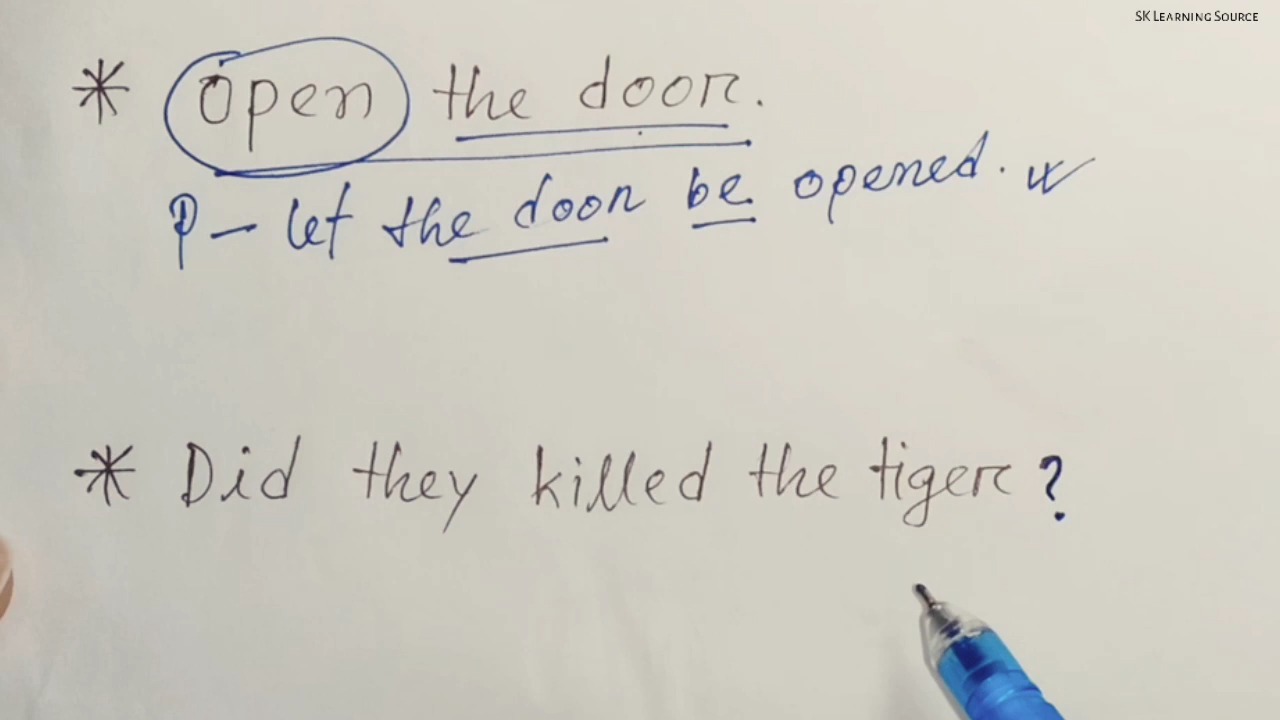 SK Learning Source
* Open the door.
P - let the door be opened.
* Did they killed the tiger?